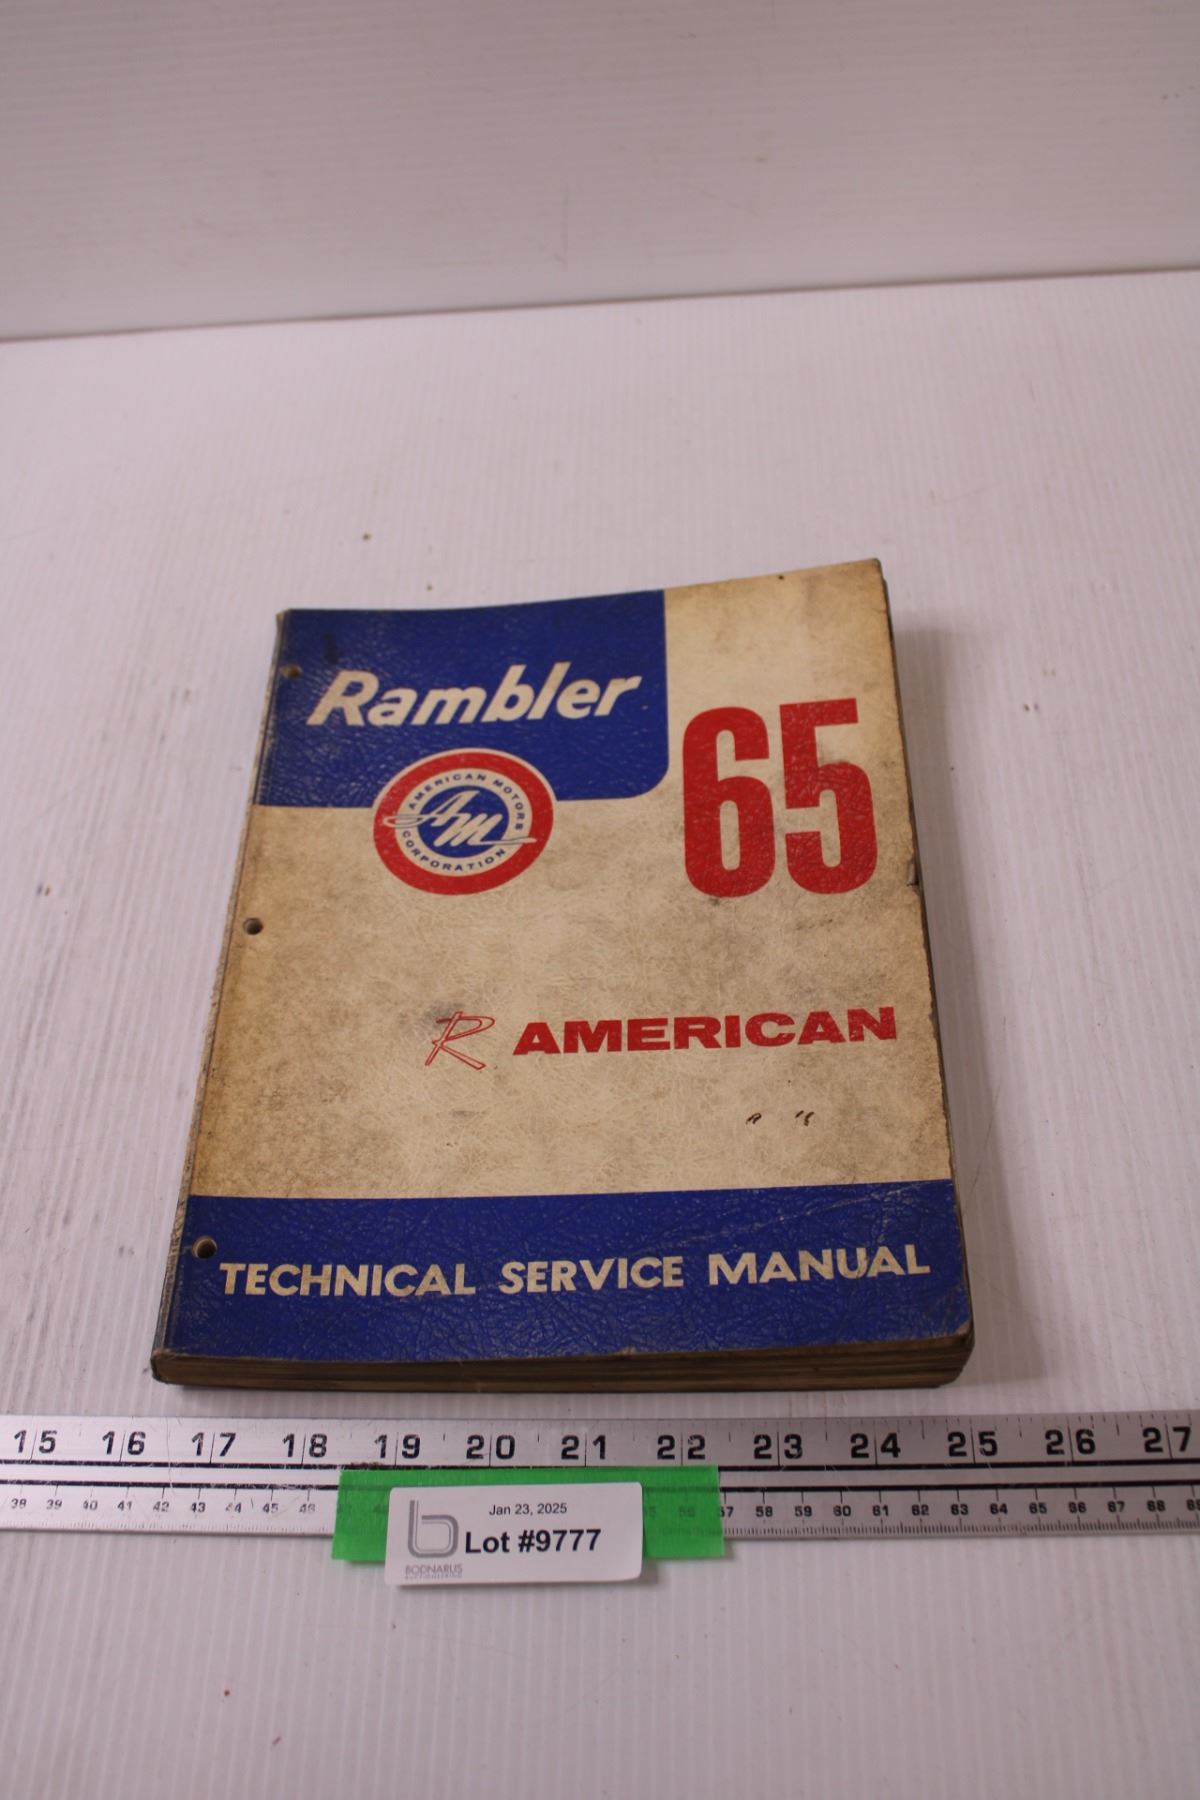 Rambler
65
AMERICAN MOTORS
AM
CORPORATION
R AMERICAN
TECHNICAL SERVICE MANUAL
15 16 17 18 19 20 21 22 23 24 25 26 27
38 39 40 41 42 43 44 45 46 57 58 59 60 61 62 63 64 65 66 67 68 69
Jan 23, 2025
b Lot #9777
BODNARUS
AUCTIONEERING